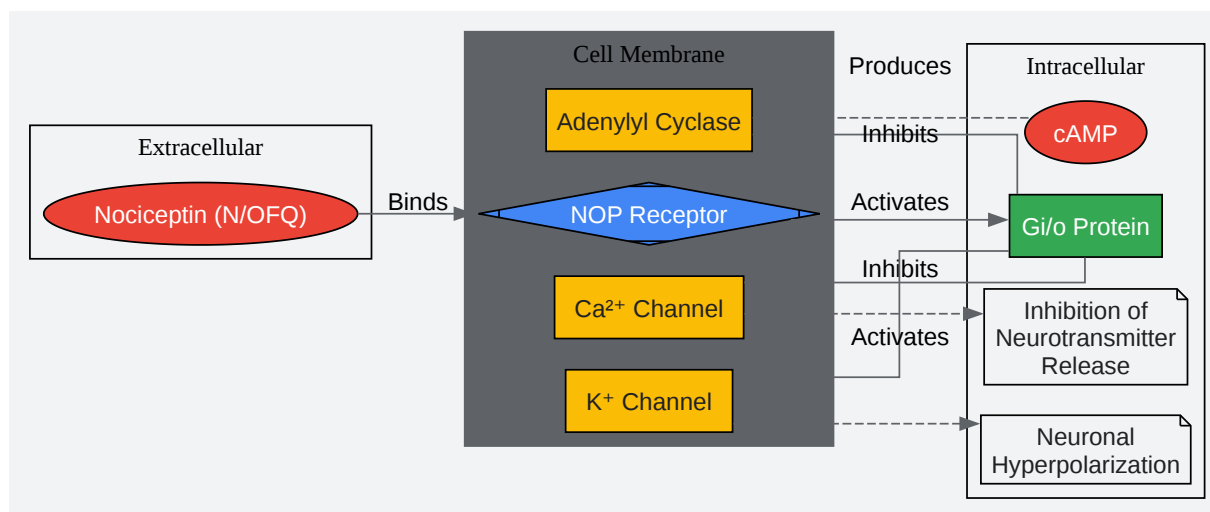 Extracellular
Nociceptin (N/OFQ)
Binds
Cell Membrane
Adenylyl Cyclase
NOP Receptor
Ca²⁺ Channel
K⁺ Channel
Produces
Inhibits
Activates
Inhibits
Activates
Intracellular
cAMP
Gi/o Protein
Inhibition of
Neurotransmitter
Release
Neuronal
Hyperpolarization